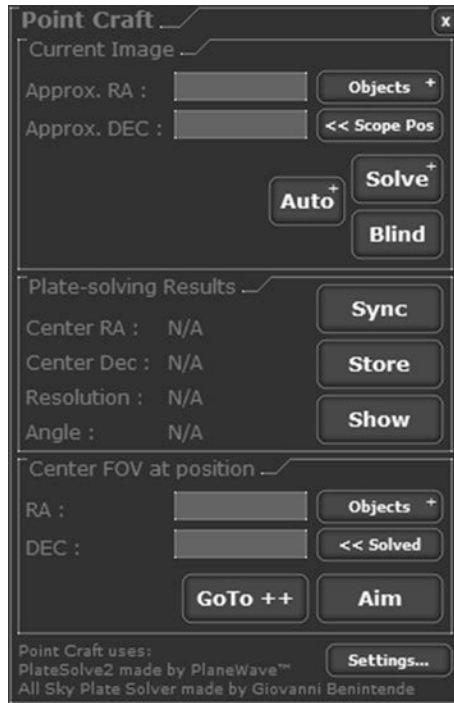 Point Craft x
Current Image
Approx. RA : Objects +
Approx. DEC : << Scope Pos
Solve +
Auto +
Blind
Plate-solving Results
Sync
Center RA : N/A
Center Dec : N/A Store
Resolution : N/A
Show
Angle : N/A
Center FOV at position
RA : Objects +
DEC : << Solved
GoTo ++ Aim
Point Craft uses:
PlateSolve2 made by PlaneWave™ Settings...
All Sky Plate Solver made by Giovanni Benintende